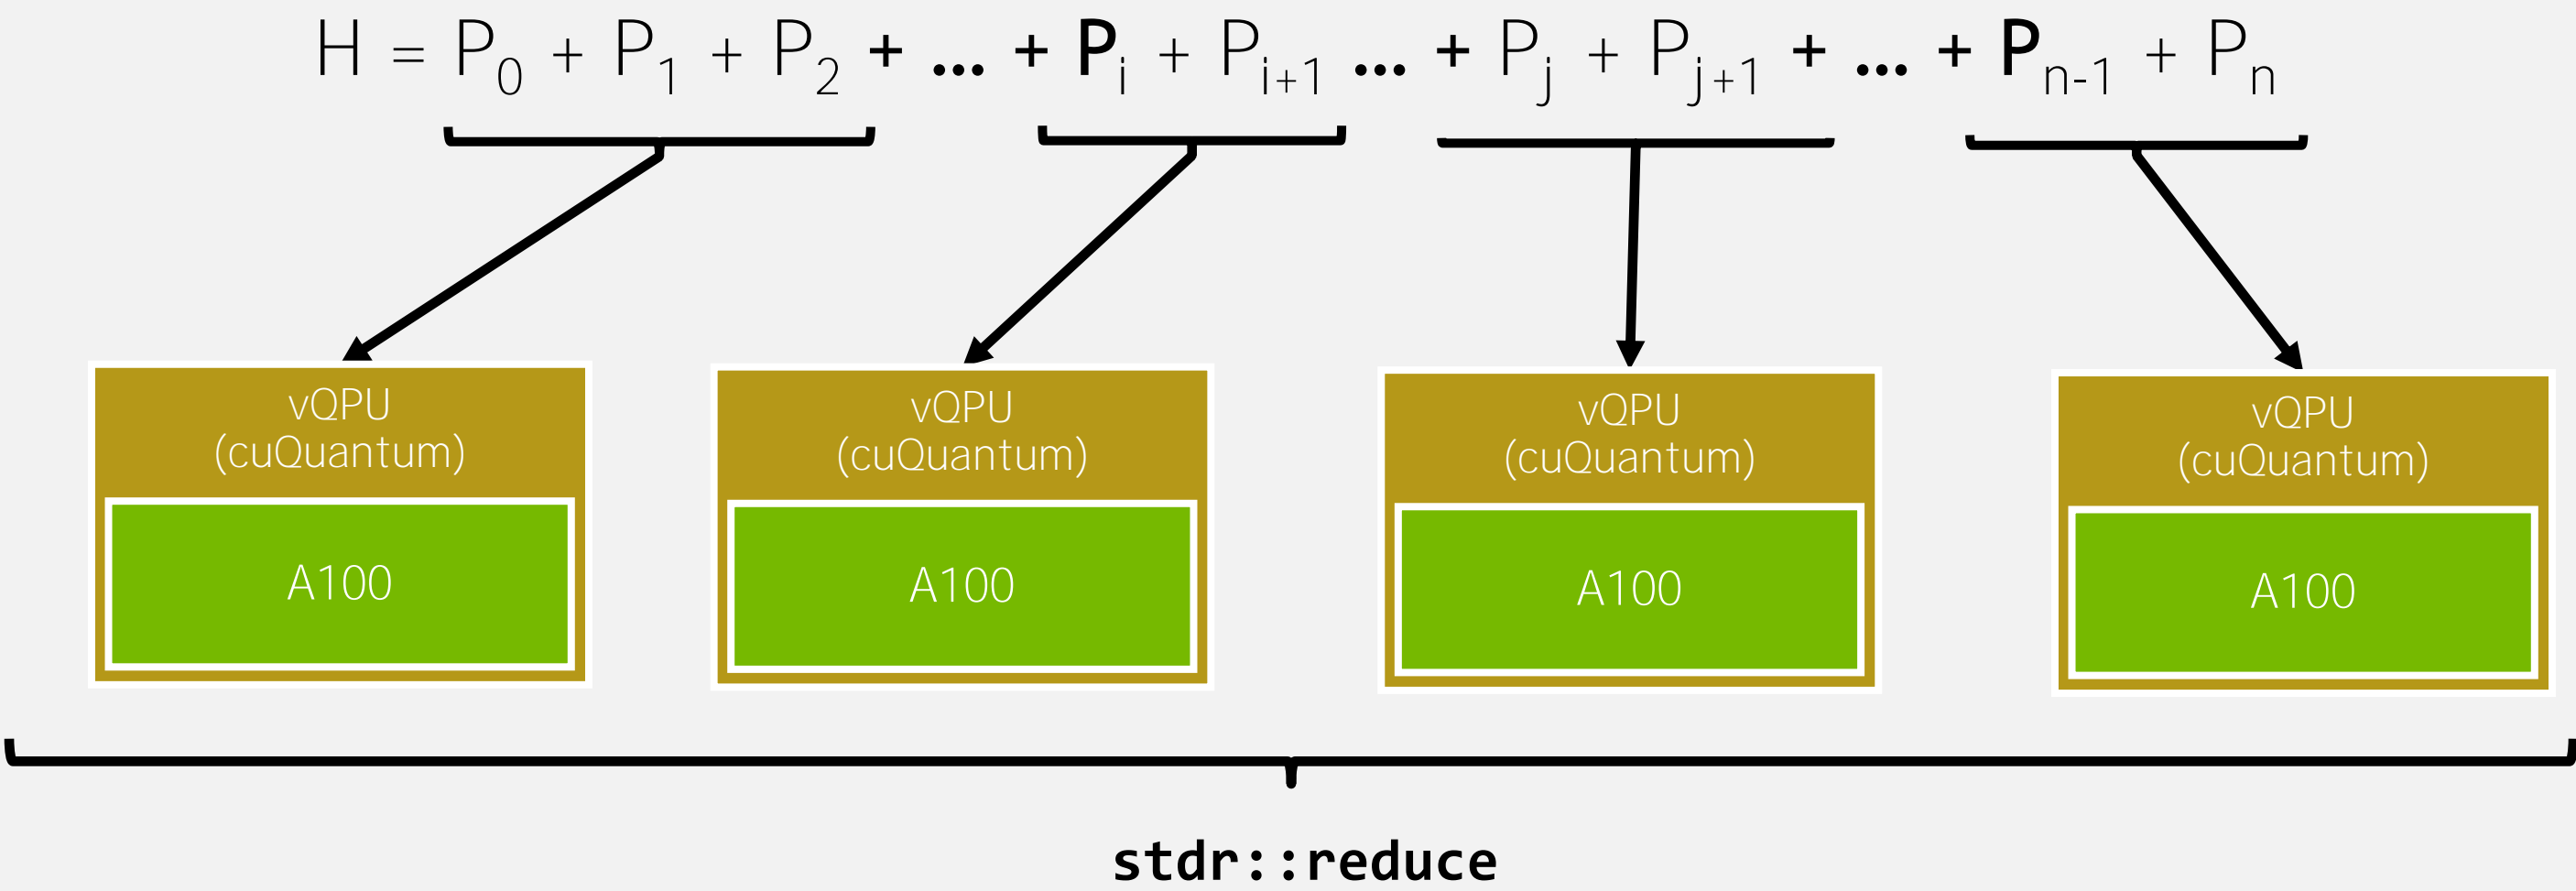 H = P₀ + P₁ + P₂ + ... + Pᵢ + Pᵢ₊₁ ... + Pⱼ + Pⱼ₊₁ + ... + Pₙ₋₁ + Pₙ
vQPU
(cuQuantum)
A100
vQPU
(cuQuantum)
A100
vQPU
(cuQuantum)
A100
vQPU
(cuQuantum)
A100
stdr::reduce